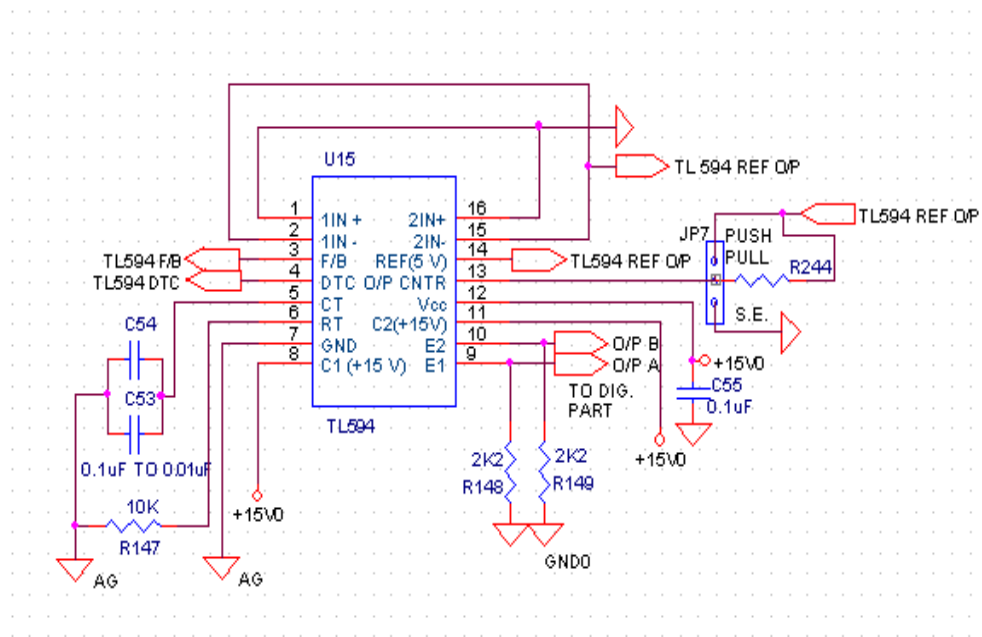 U15
TL 594 REF O/P
TL594 REF O/P
1
1IN +
2IN+
16
2
1IN -
2IN-
15
JP7
PUSH
PULL
TL594 F/B
3
F/B
REF(5 V)
14
TL594 REF O/P
TL594 DTC
4
DTC
O/P CNTR
13
R244
5
CT
Vcc
12
S.E.
C54
6
RT
C2(+15V)
11
7
GND
E2
10
O/P B
8
C1 (+15 V)
E1
9
O/P A
+15V0
C53
TO DIG.
PART
C55
0.1uF
TL594
0.1uF TO 0.01uF
2K2
R148
2K2
R149
+15V0
10K
R147
+15V0
AG
AG
GND0